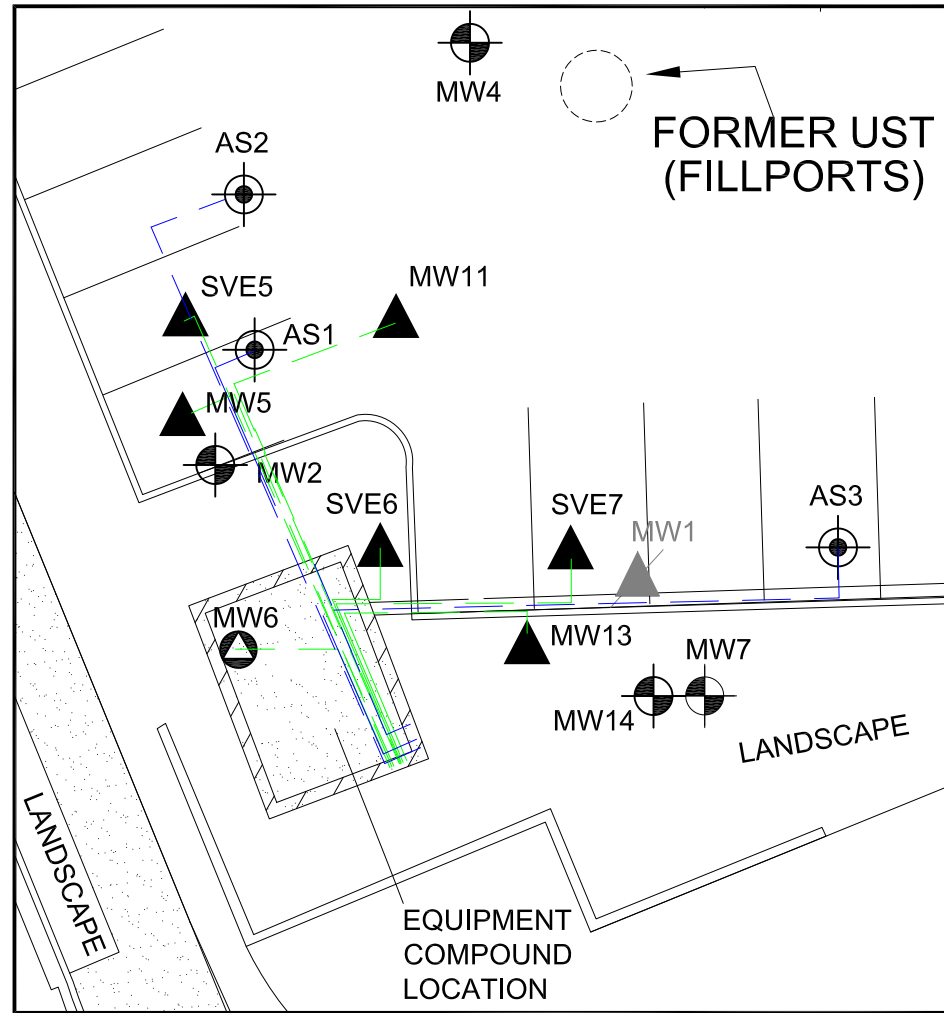 MW4
FORMER UST
(FILLPORTS)
AS2
SVE5
MW11
AS1
MW5
MW2
SVE6
SVE7
MW1
AS3
MW6
MW13
MW14
MW7
LANDSCAPE
LANDSCAPE
EQUIPMENT
COMPOUND
LOCATION